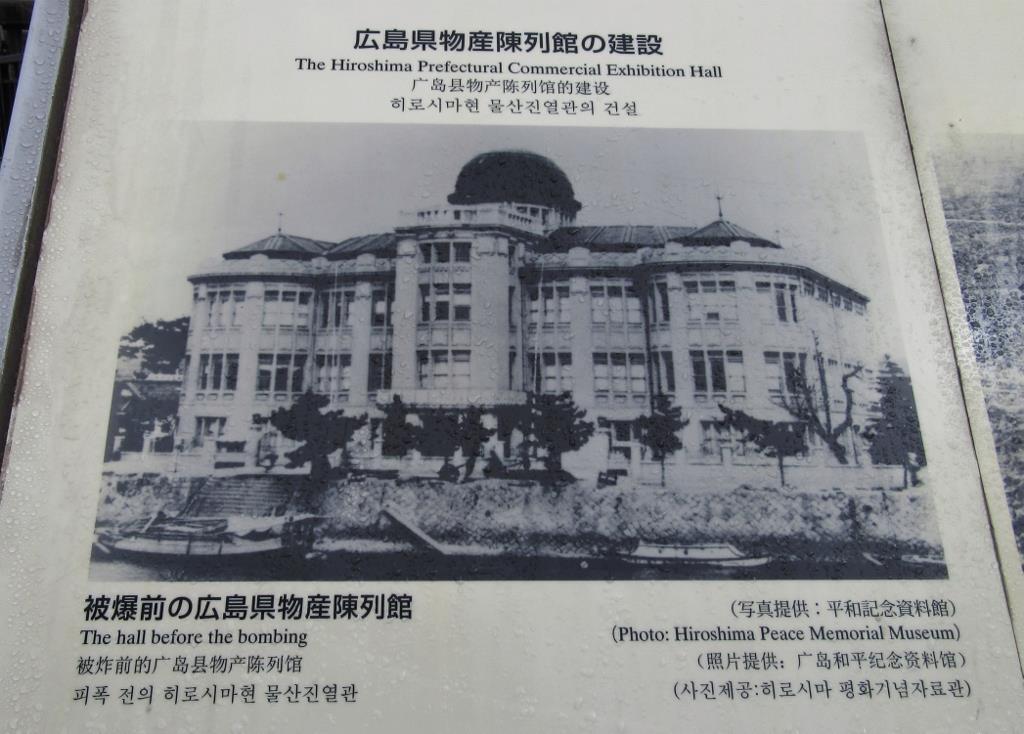 広島県物産陳列館の建設
The Hiroshima Prefectural Commercial Exhibition Hall
广岛县物产陈列馆的建设
히로시마현 물산진열관의 건설
被爆前の広島県物産陳列館
The hall before the bombing
被炸前的广岛县物产陈列馆
피폭 전의 히로시마현 물산진열관
（写真提供：平和記念資料館）
（Photo: Hiroshima Peace Memorial Museum）
（照片提供：广岛和平纪念资料馆）
(사진제공:히로시마 평화기념자료관)